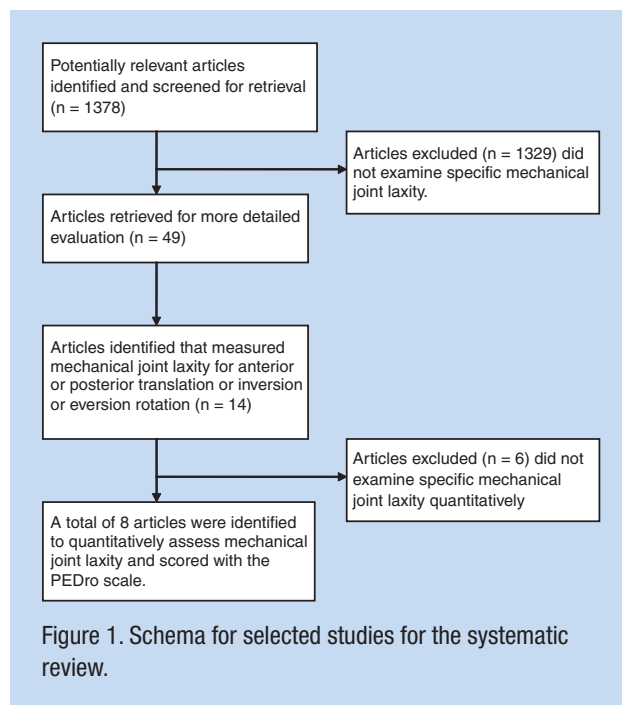 Potentially relevant articles
identified and screened for retrieval
(n = 1378)
Articles excluded (n = 1329) did
not examine specific mechanical
joint laxity.
Articles retrieved for more detailed
evaluation (n = 49)
Articles identified that measured
mechanical joint laxity for anterior
or posterior translation or inversion
or eversion rotation (n = 14)
Articles excluded (n = 6) did not
examine specific mechanical
joint laxity quantitatively
A total of 8 articles were identified
to quantitatively assess mechanical
joint laxity and scored with the
PEDro scale.
Figure 1. Schema for selected studies for the systematic
review.